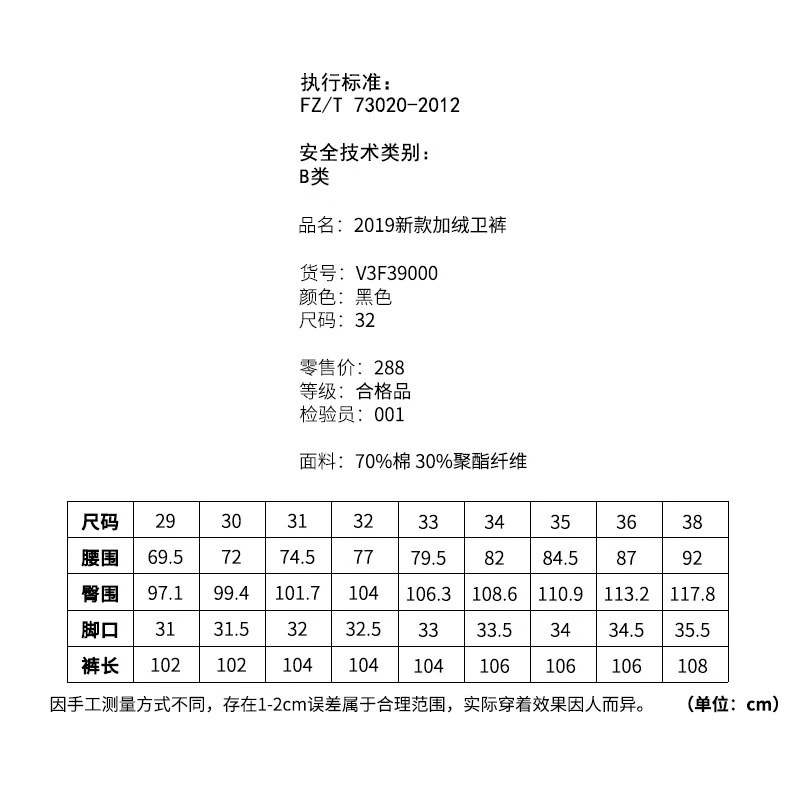 执行标准：
FZ/T 73020-2012
安全技术类别：
B类
品名：2019新款加绒卫裤
货号：V3F39000
颜色：黑色
尺码：32
零售价：288
等级：合格品
检验员：001
面料：70%棉 30%聚酯纤维
尺码 29 30 31 32 33 34 35 36 38
腰围 69.5 72 74.5 77 79.5 82 84.5 87 92
臀围 97.1 99.4 101.7 104 106.3 108.6 110.9 113.2 117.8
脚口 31 31.5 32 32.5 33 33.5 34 34.5 35.5
裤长 102 102 104 104 104 106 106 106 108
因手工测量方式不同，存在1-2cm误差属于合理范围，实际穿着效果因人而异。 （单位：cm）